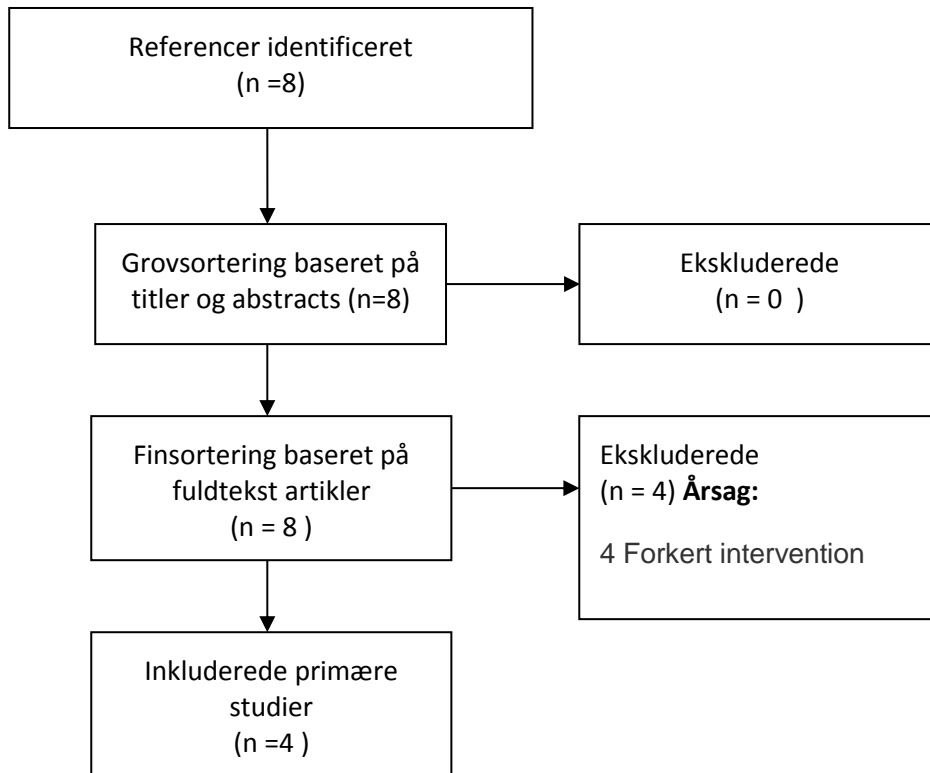 Referencer identificeret
(n =8)
Grovsortering baseret på
titler og abstracts (n=8)
Ekskluderede
(n = 0  )
Finsortering baseret på
fuldtekst artikler
(n = 8 )
Ekskluderede
(n = 4) Årsag:
4 Forkert intervention
Inkluderede primære
studier
(n =4 )